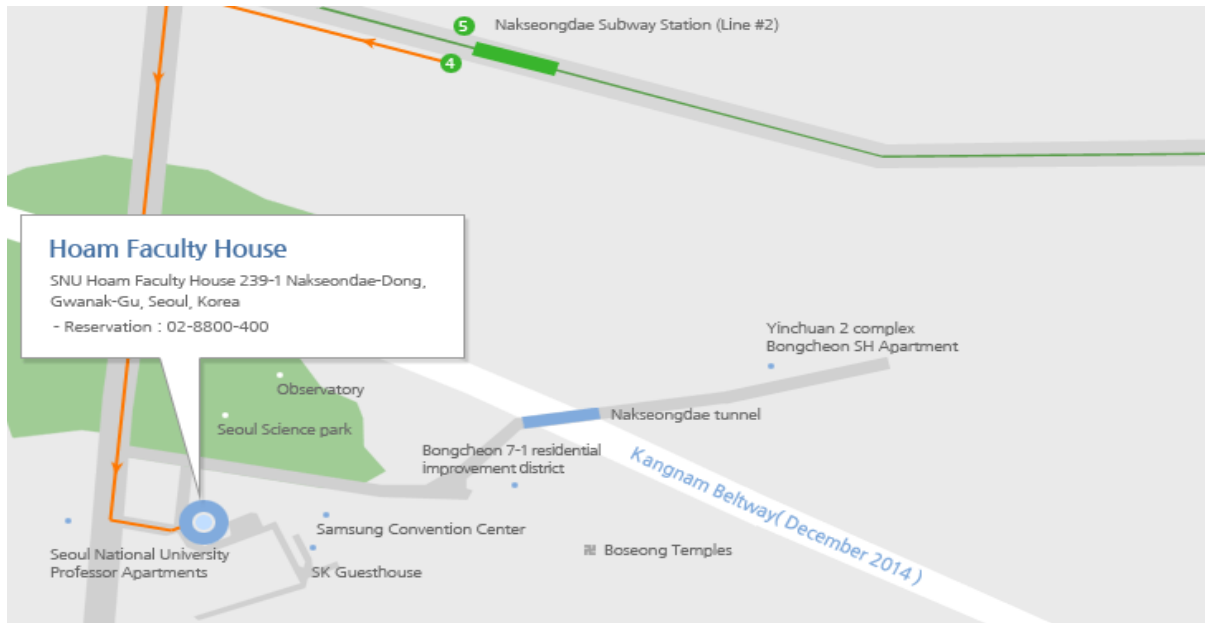 5
Nakseongdae Subway Station (Line #2)
4
Hoam Faculty House
SNU Hoam Faculty House 239-1 Nakseondae-Dong,
Gwanak-Gu, Seoul, Korea
- Reservation : 02-8800-400
Yinchuan 2 complex
Bongcheon SH Apartment
Observatory
Seoul Science park
Nakseongdae tunnel
Bongcheon 7-1 residential
improvement district
Kangnam Beltway( December 2014 )
Samsung Convention Center
Seoul National University
Professor Apartments
SK Guesthouse
卍 Boseong Temples